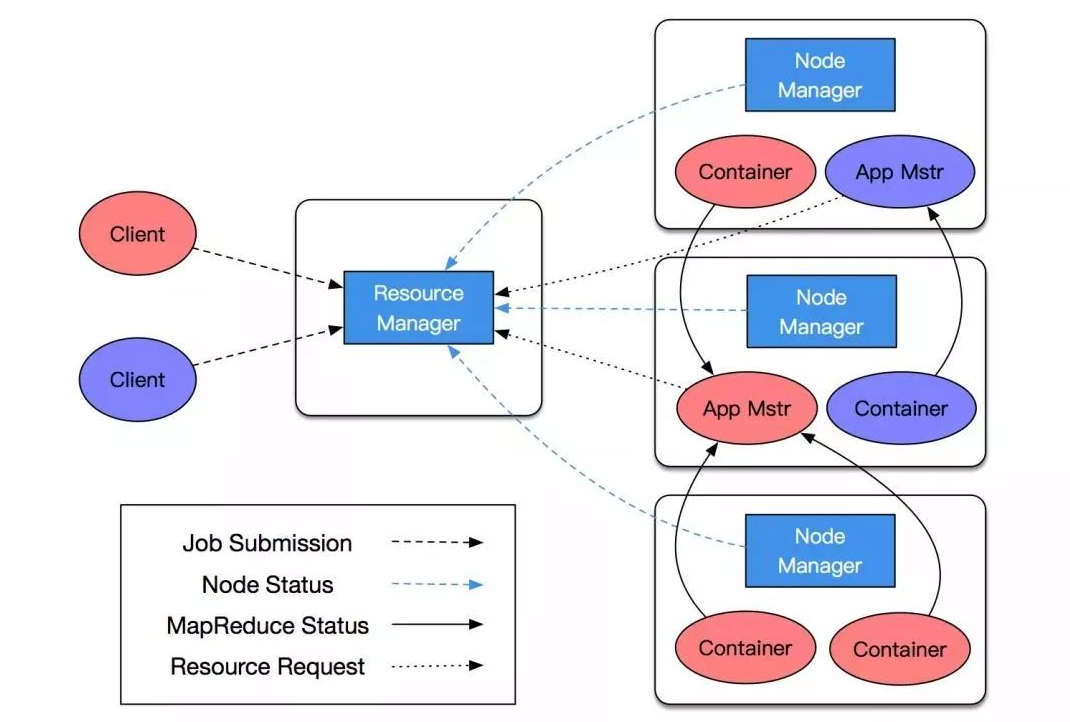 Node
Manager
Container
App Mstr
Client
Resource
Manager
Node
Manager
Client
App Mstr
Container
Job Submission
Node Status
MapReduce Status
Resource Request
Node
Manager
Container
Container